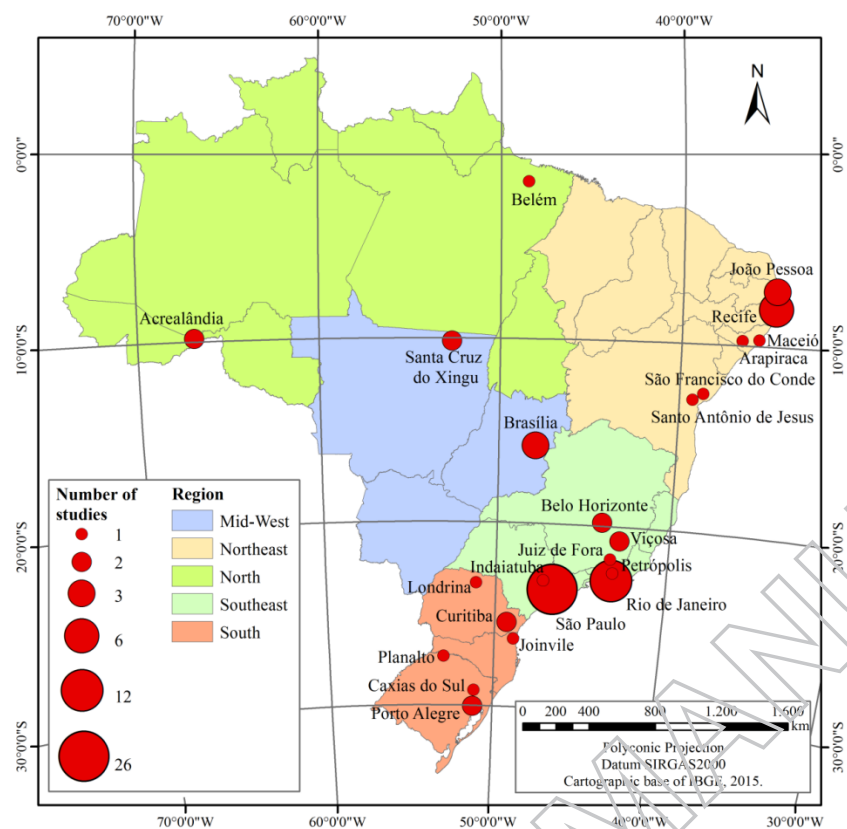 70°0'0"W 60°0'0"W 50°0'0"W 40°0'0"W
N
0°0'0"
0°0'0"
Belém
João Pessoa
Recife
Acrealândia
Maceió
10°0'0"S
Santa Cruz
do Xingu
Arapiraca
10°0'0"S
São Francisco do Conde
Santo Antônio de Jesus
Brasília
Belo Horizonte
Viçosa
Juiz de Fora
Petrópolis
Indaiatuba
20°0'0"S
20°0'0"S
Londrina
Rio de Janeiro
São Paulo
Curitiba
Joinvile
Planalto
Caxias do Sul
Porto Alegre
30°0'0"S
30°0'0"S
Number of
studies
1
2
3
6
12
26
Region
Mid-West
Northeast
North
Southeast
South
0 200 400 800 1.200 1.600
km
Polyconic Projection
Datum SIRGAS2000
Cartographic base of IBGE, 2015.
70°0'0"W 60°0'0"W 50°0'0"W 40°0'0"W 30°0'0"W